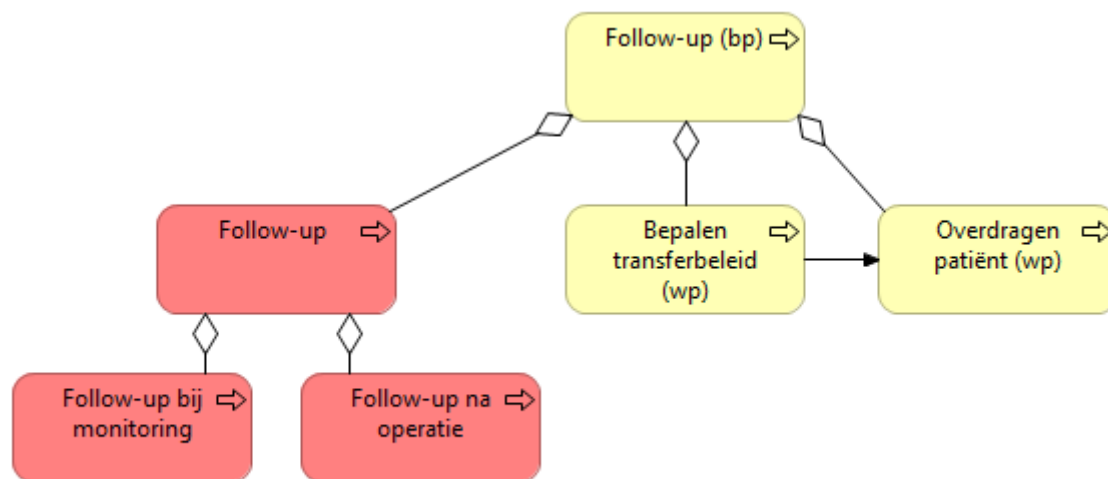 Follow-up (bp)
Follow-up
Bepalen
transferbeleid
(wp)
Overdragen
patiënt (wp)
Follow-up bij
monitoring
Follow-up na
operatie